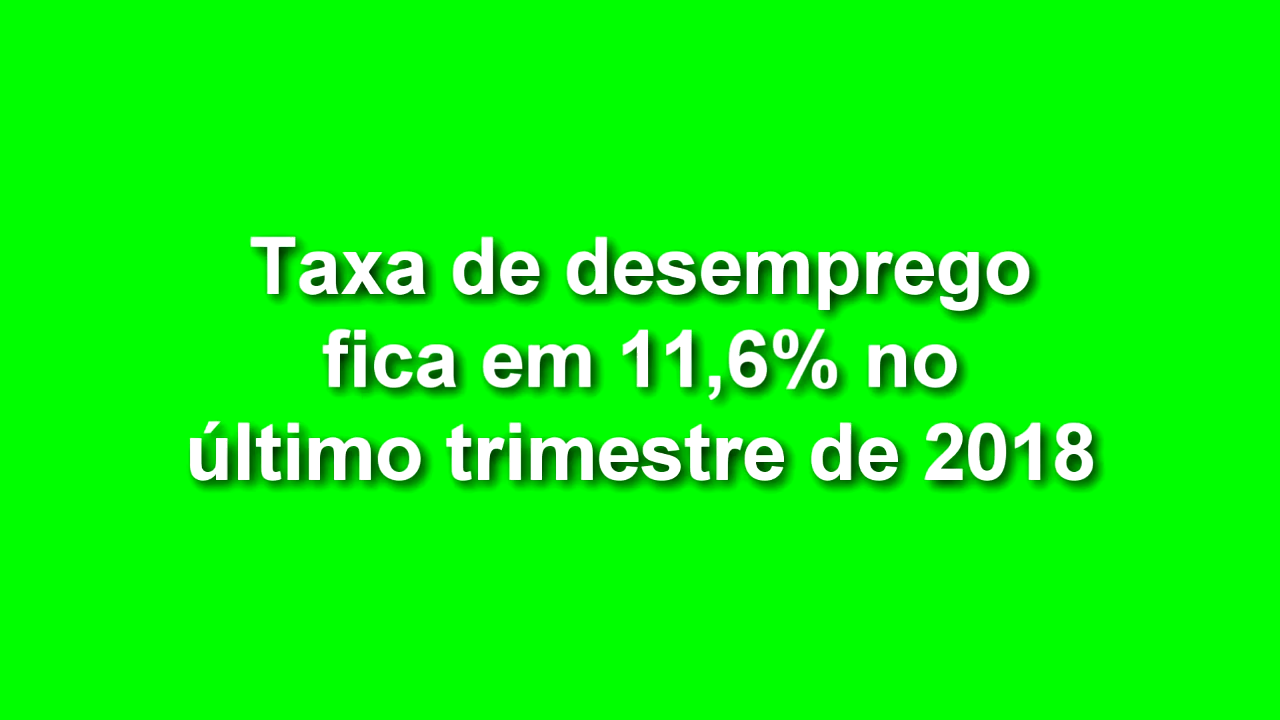 Taxa de desemprego
fica em 11,6% no
último trimestre de 2018